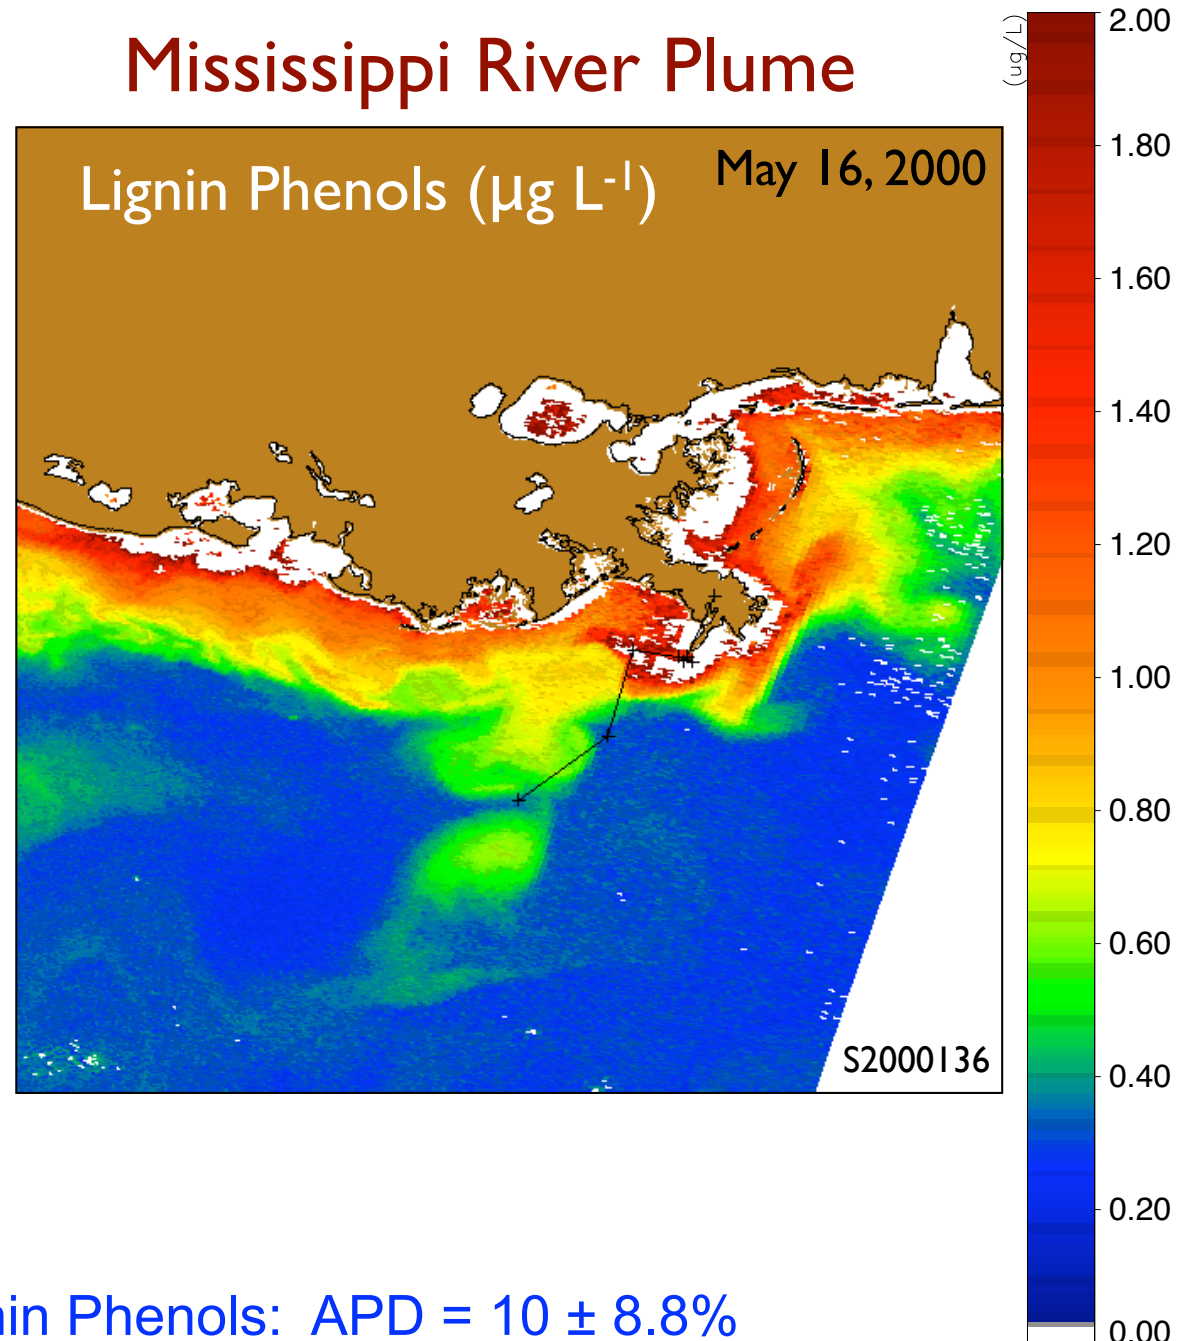 Mississippi River Plume
(ug/L)
Lignin Phenols (µg L⁻¹)
May 16, 2000
2.00
1.80
1.60
1.40
1.20
1.00
0.80
0.60
0.40
0.20
0.00
S2000136
Phenols: APD = 10 ± 8.8%